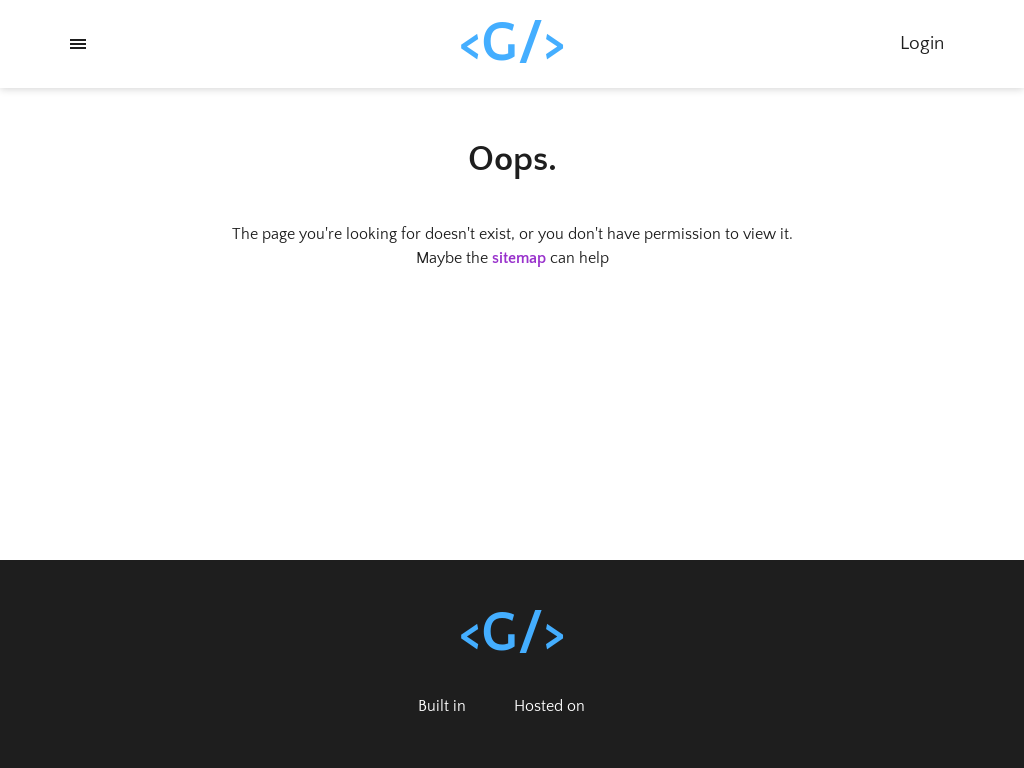 <G/>
Login
Oops.
The page you're looking for doesn't exist, or you don't have permission to view it.
Maybe the sitemap can help
<G/>
Built in
Hosted on